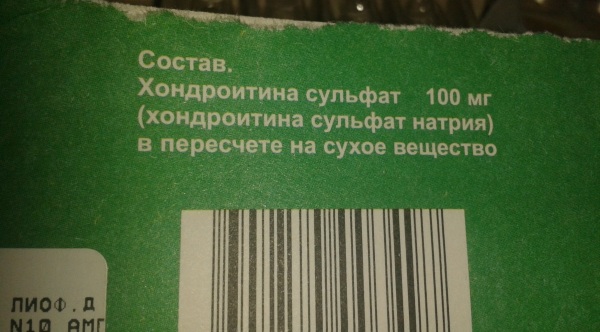 Состав.
Хондроитина сульфат 100 мг
(хондроитина сульфат натрия)
в пересчете на сухое вещество
ЛИОФ.Д
N10 АМГ